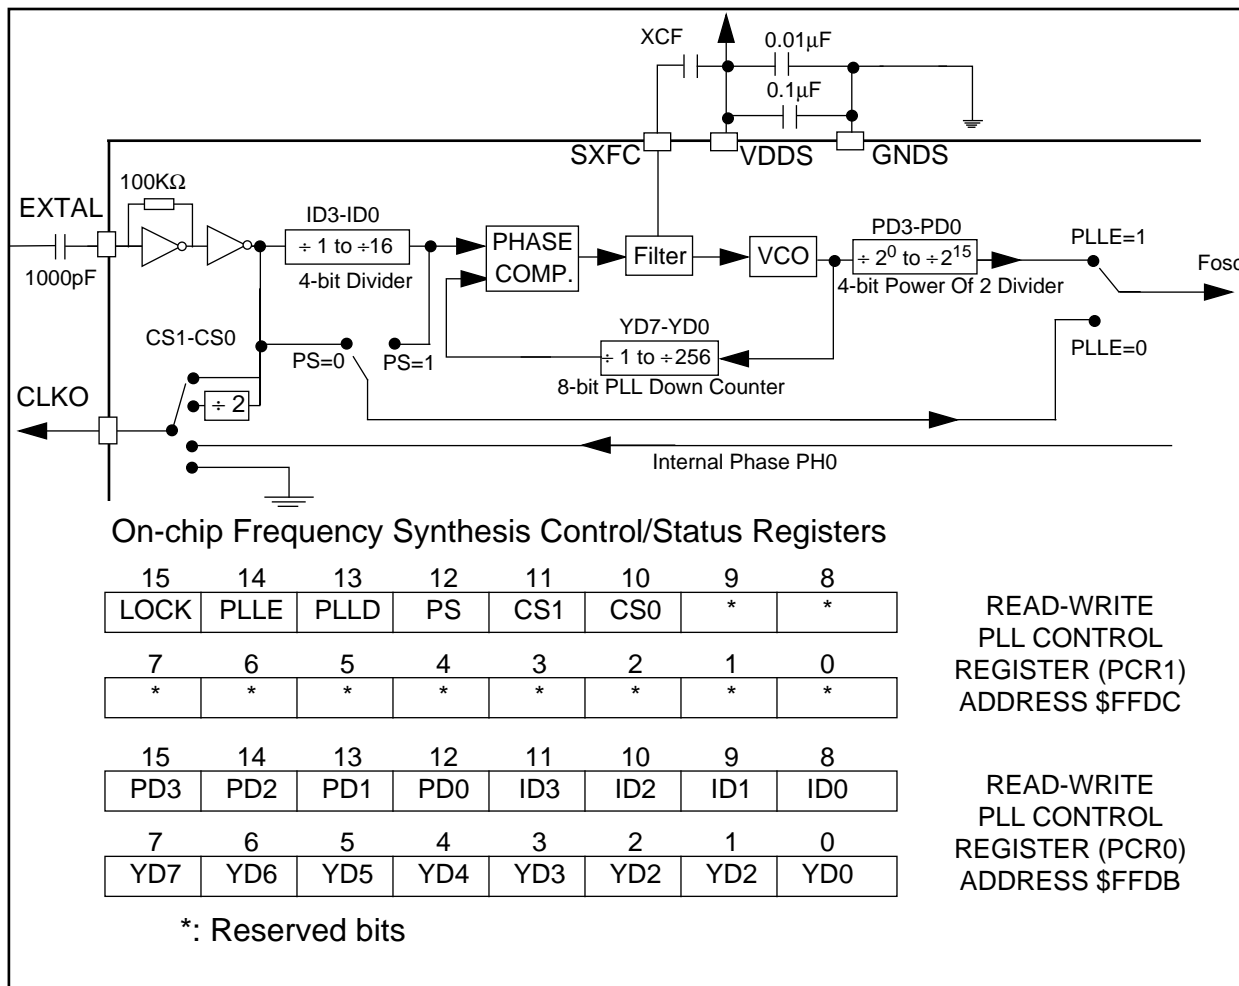 XCF
0.01µF
0.1µF
SXFC
VDDS
GNDS
100KΩ
EXTAL
1000pF
ID3-ID0
÷ 1 to ÷16
4-bit Divider
PHASE
COMP.
Filter
VCO
PD3-PD0
÷ 2^0 to ÷2^15
4-bit Power Of 2 Divider
PLLE=1
Fosc
YD7-YD0
÷ 1 to ÷256
8-bit PLL Down Counter
PLLE=0
CS1-CS0
PS=0
PS=1
CLKO
÷ 2
Internal Phase PH0
On-chip Frequency Synthesis Control/Status Registers
15 14 13 12 11 10 9 8
LOCK PLLE PLLD PS CS1 CS0 * *
7 6 5 4 3 2 1 0
* * * * * * * *
READ-WRITE
PLL CONTROL
REGISTER (PCR1)
ADDRESS $FFDC
15 14 13 12 11 10 9 8
PD3 PD2 PD1 PD0 ID3 ID2 ID1 ID0
7 6 5 4 3 2 1 0
YD7 YD6 YD5 YD4 YD3 YD2 YD2 YD0
READ-WRITE
PLL CONTROL
REGISTER (PCR0)
ADDRESS $FFDB
*: Reserved bits